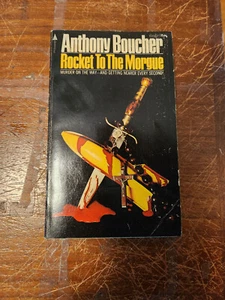 Anthony Boucher
Rocket To The Morgue
MURDER ON THE WAY—AND GETTING NEARER EVERY SECOND!